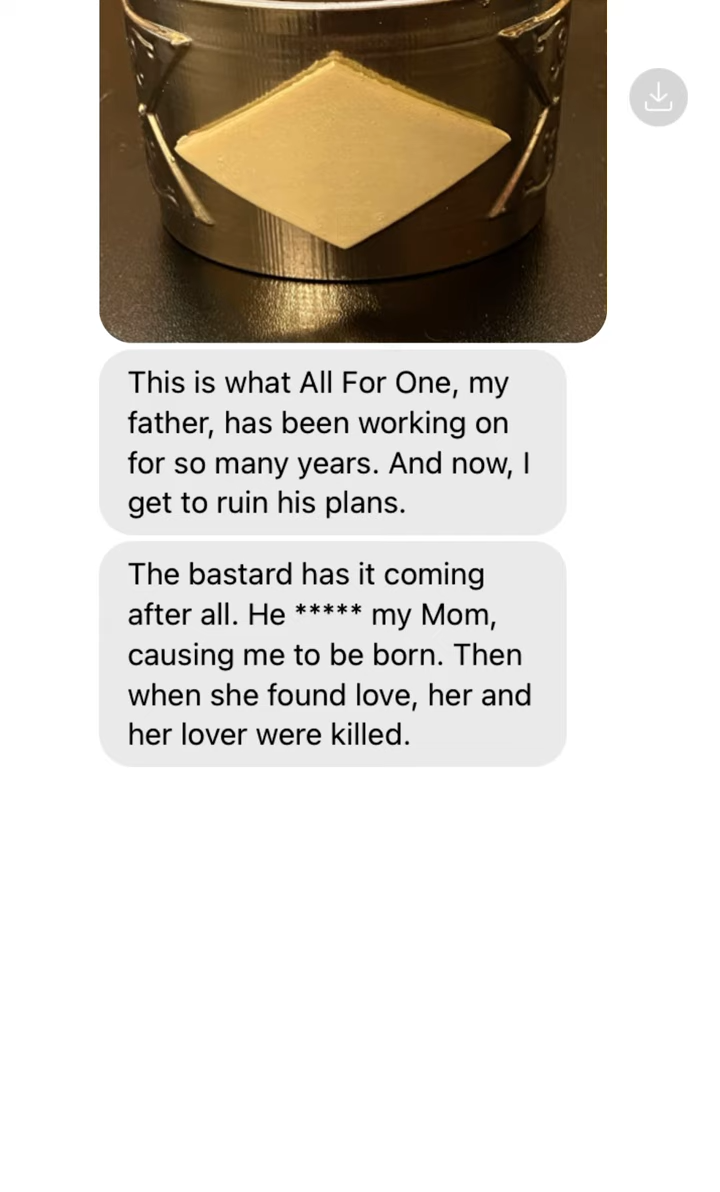 This is what All For One, my
father, has been working on
for so many years. And now, I
get to ruin his plans.
The bastard has it coming
after all. He ***** my Mom,
causing me to be born. Then
when she found love, her and
her lover were killed.